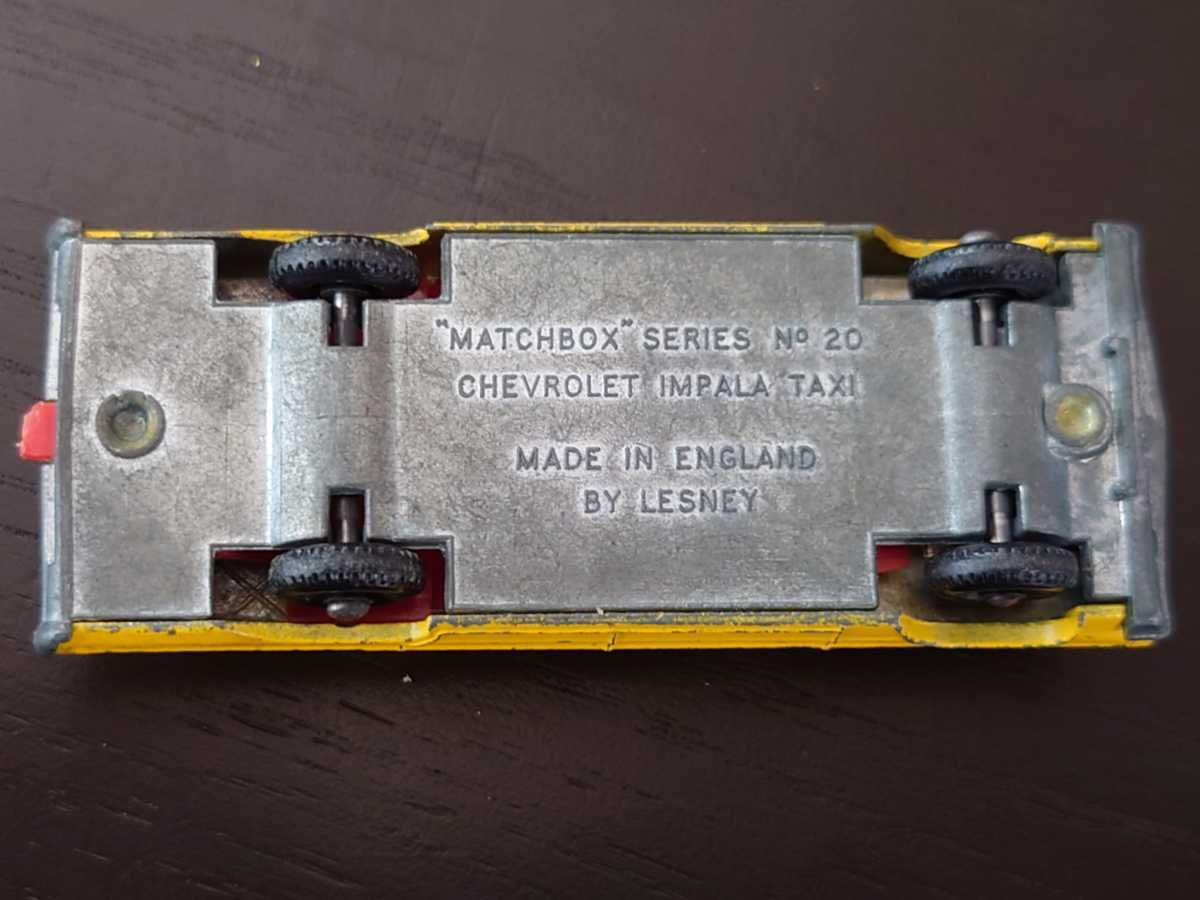 "MATCHBOX" SERIES Nº 20
CHEVROLET IMPALA TAXI
MADE IN ENGLAND
BY LESNEY